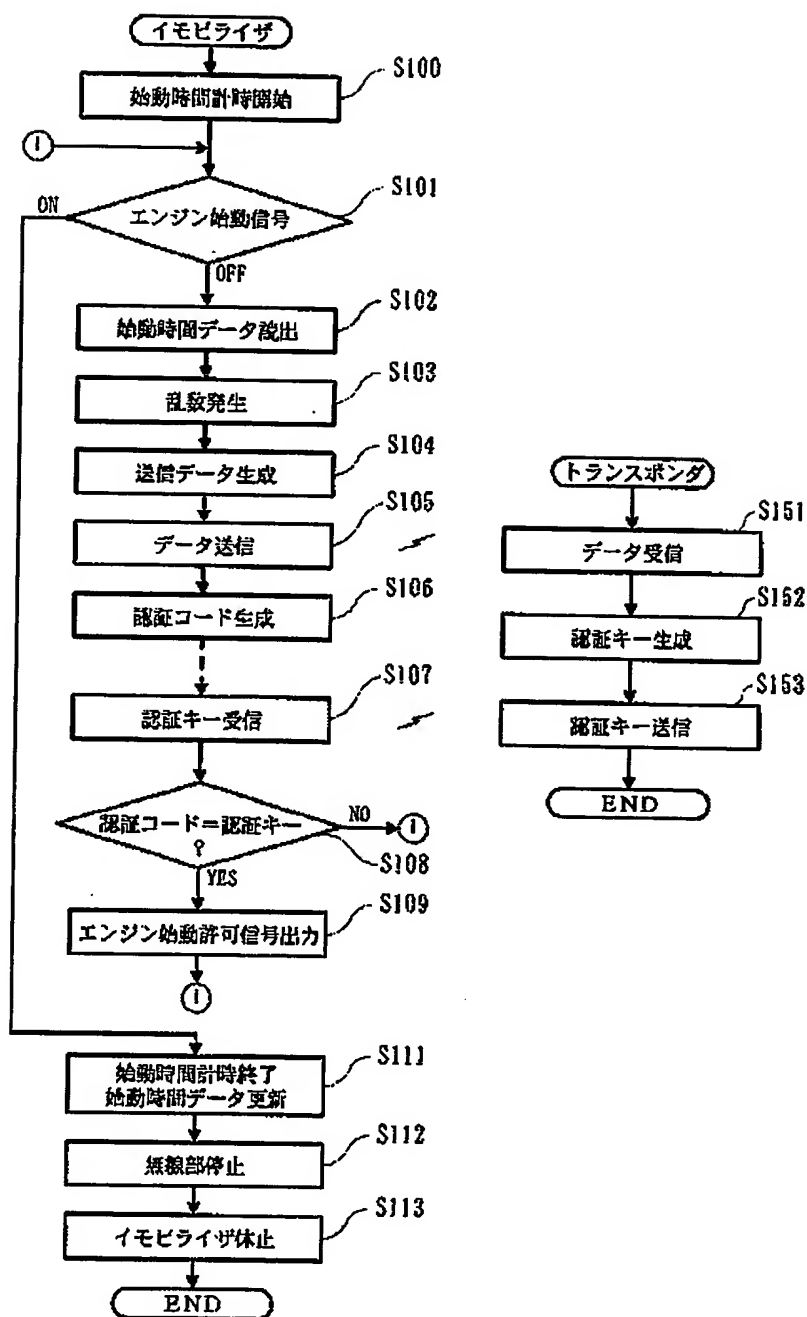 イモビライザ
S100
始動時間計時開始
i
S101
ON
エンジン始動信号
OFF
S102
始動時間データ読出
S103
乱数発生
S104
送信データ生成
S105
データ送信
S106
認証コード生成
S107
認証キー受信
認証コード=認証キー
?
NO
i
S108
YES
S109
エンジン始動許可信号出力
i
S111
始動時間計時終了
始動時間データ更新
S112
無線部停止
S113
イモビライザ休止
END
トランスポンダ
S151
データ受信
S152
認証キー生成
S153
認証キー送信
END